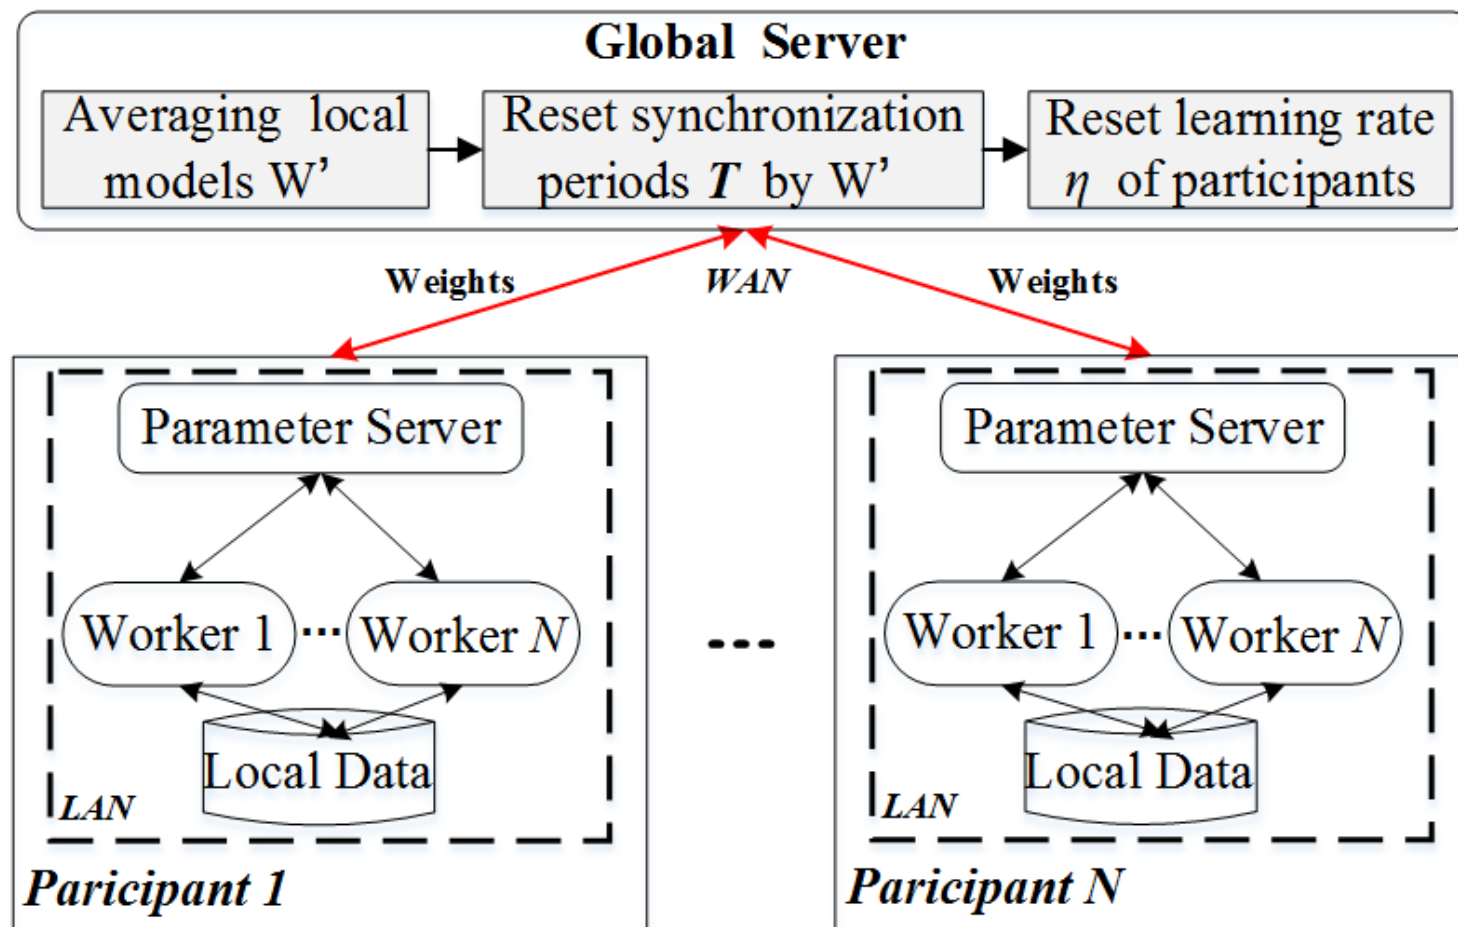 Global Server
Averaging local
models W’
Reset synchronization
periods T by W’
Reset learning rate
η of participants
Weights
WAN
Weights
Parameter Server
Worker 1
...
Worker N
Local Data
LAN
Paricipant 1
---
Parameter Server
Worker 1
...
Worker N
Local Data
LAN
Paricipant N